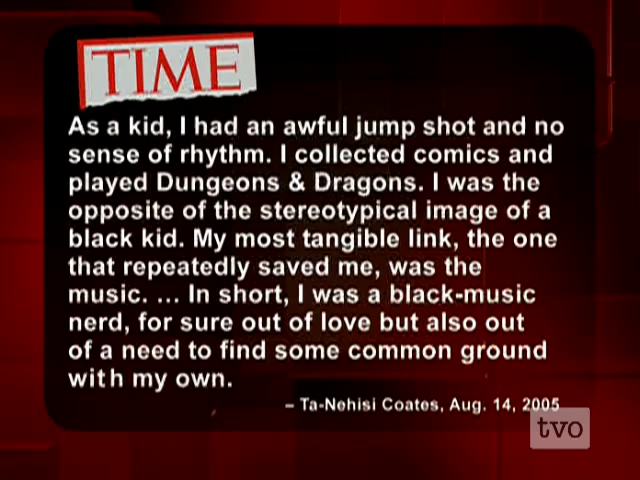 TIME
As a kid, I had an awful jump shot and no
sense of rhythm. I collected comics and
played Dungeons & Dragons. I was the
opposite of the stereotypical image of a
black kid. My most tangible link, the one
that repeatedly saved me, was the
music. ... In short, I was a black-music
nerd, for sure out of love but also out
of a need to find some common ground
with my own.
– Ta-Nehisi Coates, Aug. 14, 2005
tvo